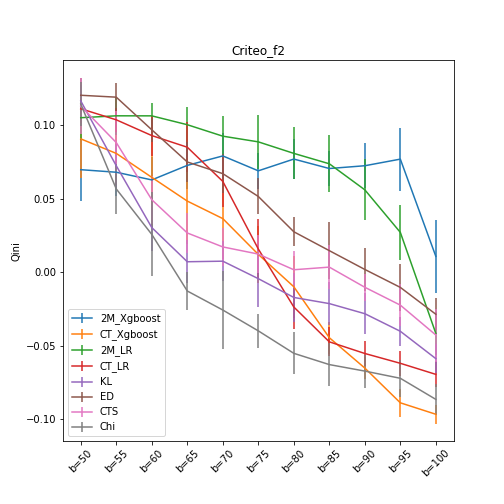 Criteo_f2
Qini
0.10
0.05
0.00
−0.05
−0.10
2M_Xgboost
CT_Xgboost
2M_LR
CT_LR
KL
ED
CTS
Chi
b=50
b=55
b=60
b=65
b=70
b=75
b=80
b=85
b=90
b=95
b=100